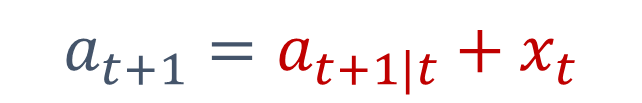 a_{t+1} = a_{t+1|t} + x_t